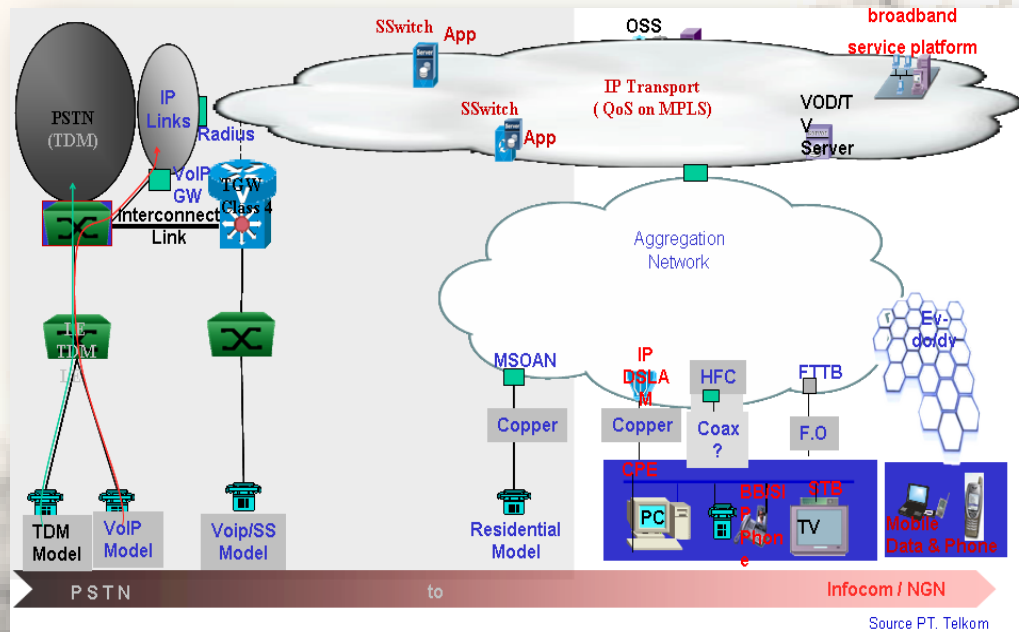 broadband
service platform
OSS
SSwitch
App
IP Transport
( QoS on MPLS)
SSwitch
App
VOD/T
V
Server
PSTN
(TDM)
IP
Links
Radius
VoIP
GW
TGW
Class 4
Interconnect
Link
Aggregation
Network
LE
TDM
LE
MSOAN
IP
DSLA
M
HFC
FTTB
Ev-
do/dv
Copper
Copper
Coax
?
F.O
CPE
PC
BB/SI
P
Phon
e
STB
TV
Mobile
Data & Phone
TDM
Model
VoIP
Model
Voip/SS
Model
Residential
Model
PSTN
to
Infocom / NGN
Source PT. Telkom